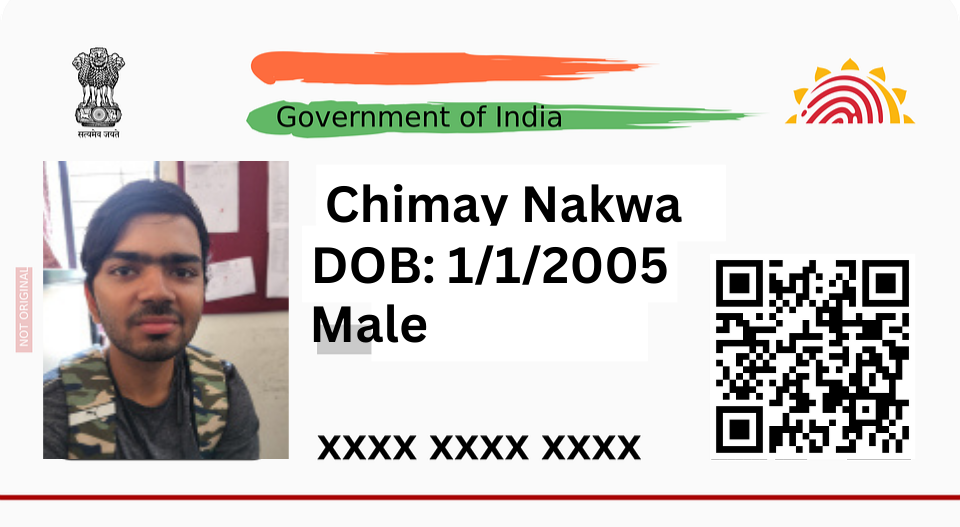 सत्यमेव जयते
Government of India
Chimay Nakwa
DOB: 1/1/2005
Male
NOT ORIGINAL
XXXX XXXX XXXX